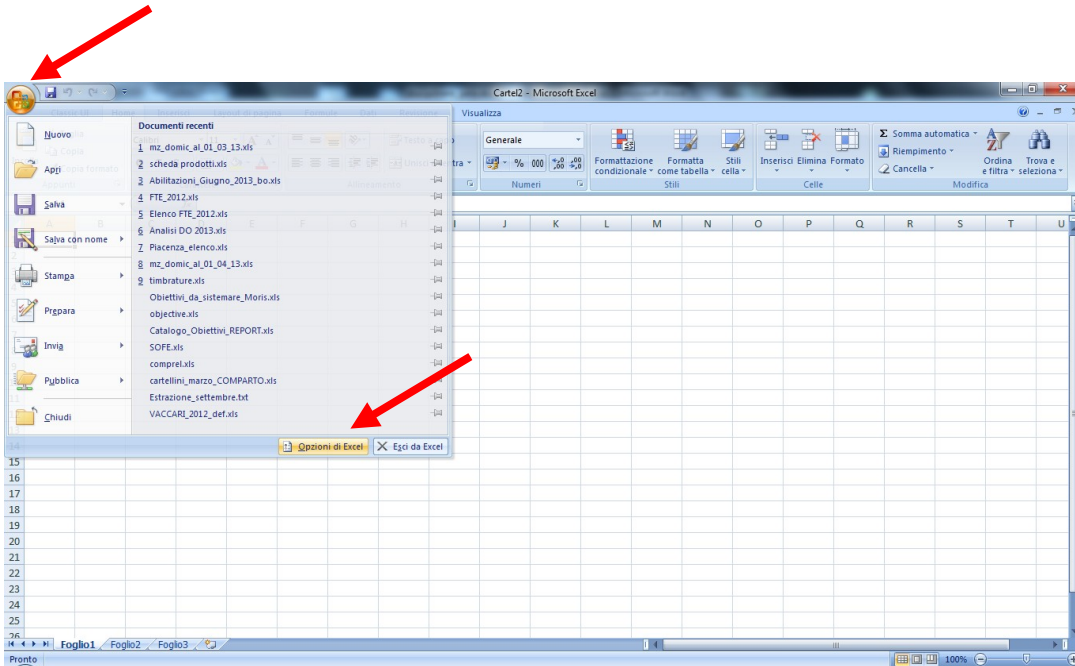 Cartel2 - Microsoft Excel
Visualizza
Nuovo
Apri
Salva
Salva con nome
Stampa
Prepara
Invia
Pubblica
Chiudi
Documenti recenti
1 mz_domic_al_01_03_13.xls
2 scheda prodotti.xls
3 Abilitazioni_Giugno_2013_bo.xls
4 FTE_2012.xls
5 Elenco FTE_2012.xls
6 Analisi DO 2013.xls
7 Piacenza_elenco.xls
8 mz_domic_al_01_04_13.xls
9 timbrature.xls
Obiettivi_da_sistemare_Moris.xls
objective.xls
Catalogo_Obiettivi_REPORT.xls
SOFE.xls
comprel.xls
cartellini_marzo_COMPARTO.xls
Estrazione_settembre.txt
VACCARI_2012_def.xls
Opzioni di Excel
Esci da Excel
Generale
% 000
Numeri
Formattazione condizionale
Formatta come tabella
Stili cella
Stili
Inserisci
Elimina
Formato
Celle
Σ Somma automatica
Riempimento
Cancella
Ordina e filtra
Trova e seleziona
Modifica
J K L M N O P Q R S T U
15
16
17
18
19
20
21
22
23
24
25
26
Foglio1 Foglio2 Foglio3
Pronto
100%